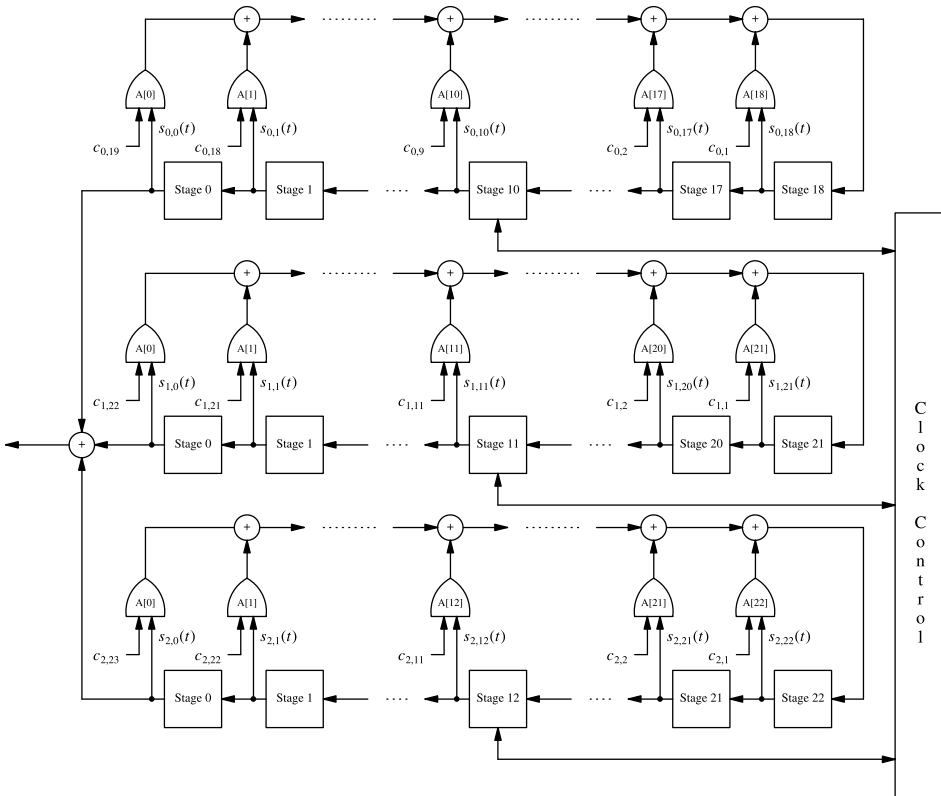 + ........ + ........ + +
A[0] A[1] A[10] A[17] A[18]
s0,0(t) s0,1(t) s0,10(t) s0,17(t) s0,18(t)
c0,19 c0,18 c0,9 c0,2 c0,1
Stage 0 Stage 1 .... Stage 10 .... Stage 17 Stage 18
+ ........ + ........ + +
A[0] A[1] A[11] A[20] A[21]
s1,0(t) s1,1(t) s1,11(t) s1,20(t) s1,21(t)
c1,22 c1,21 c1,11 c1,2 c1,1
+ Stage 0 Stage 1 .... Stage 11 .... Stage 20 Stage 21
+ ........ + ........ + +
A[0] A[1] A[12] A[21] A[22]
s2,0(t) s2,1(t) s2,12(t) s2,21(t) s2,22(t)
c2,23 c2,22 c2,11 c2,2 c2,1
Stage 0 Stage 1 .... Stage 12 .... Stage 21 Stage 22
Clock Control